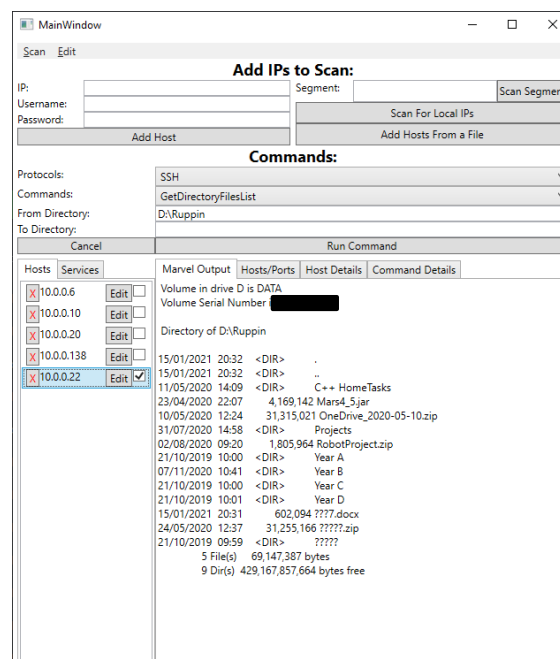 MainWindow
Scan Edit
Add IPs to Scan:
IP:
Segment:
Scan Segmen
Username:
Scan For Local IPs
Password:
Add Host
Add Hosts From a File
Commands:
Protocols:
SSH
Commands:
GetDirectoryFilesList
From Directory:
D:\Ruppin
To Directory:
Cancel
Run Command
Hosts Services
Marvel Output Hosts/Ports Host Details Command Details
X 10.0.0.6 Edit
X 10.0.0.10 Edit
X 10.0.0.20 Edit
X 10.0.0.138 Edit
X 10.0.0.22 Edit
Volume in drive D is DATA
Volume Serial Number
Directory of D:\Ruppin
15/01/2021 20:32 <DIR> .
15/01/2021 20:32 <DIR> ..
11/05/2020 14:09 <DIR> C++ HomeTasks
23/04/2020 22:07 4,169,142 Mars4_5.jar
10/05/2020 12:24 31,315,021 OneDrive_2020-05-10.zip
31/07/2020 14:58 <DIR> Projects
02/08/2020 09:20 1,805,964 RobotProject.zip
21/10/2019 10:00 <DIR> Year A
07/11/2020 10:41 <DIR> Year B
21/10/2019 10:00 <DIR> Year C
21/10/2019 10:01 <DIR> Year D
15/01/2021 20:31 602,094 ???7.docx
24/05/2020 12:37 31,255,166 ?????.zip
21/10/2019 09:59 <DIR> ?????
5 File(s) 69,147,387 bytes
9 Dir(s) 429,167,857,664 bytes free